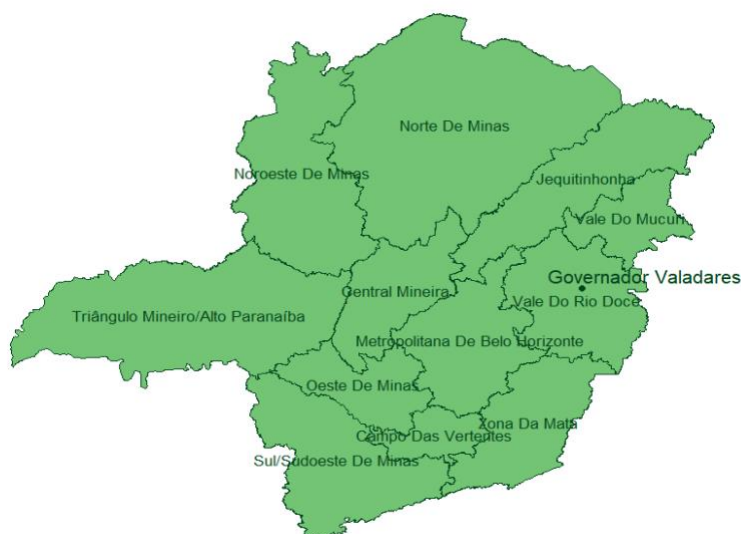 Norte De Minas
Noroeste De Minas
Jequitinhonha
Vale Do Mucuri
Governador Valadares
Central Mineira
Vale Do Rio Doce
Triângulo Mineiro/Alto Paranaíba
Metropolitana De Belo Horizonte
Oeste De Minas
Zona Da Mata
Campo Das Vertentes
Sul/Sudoeste De Minas